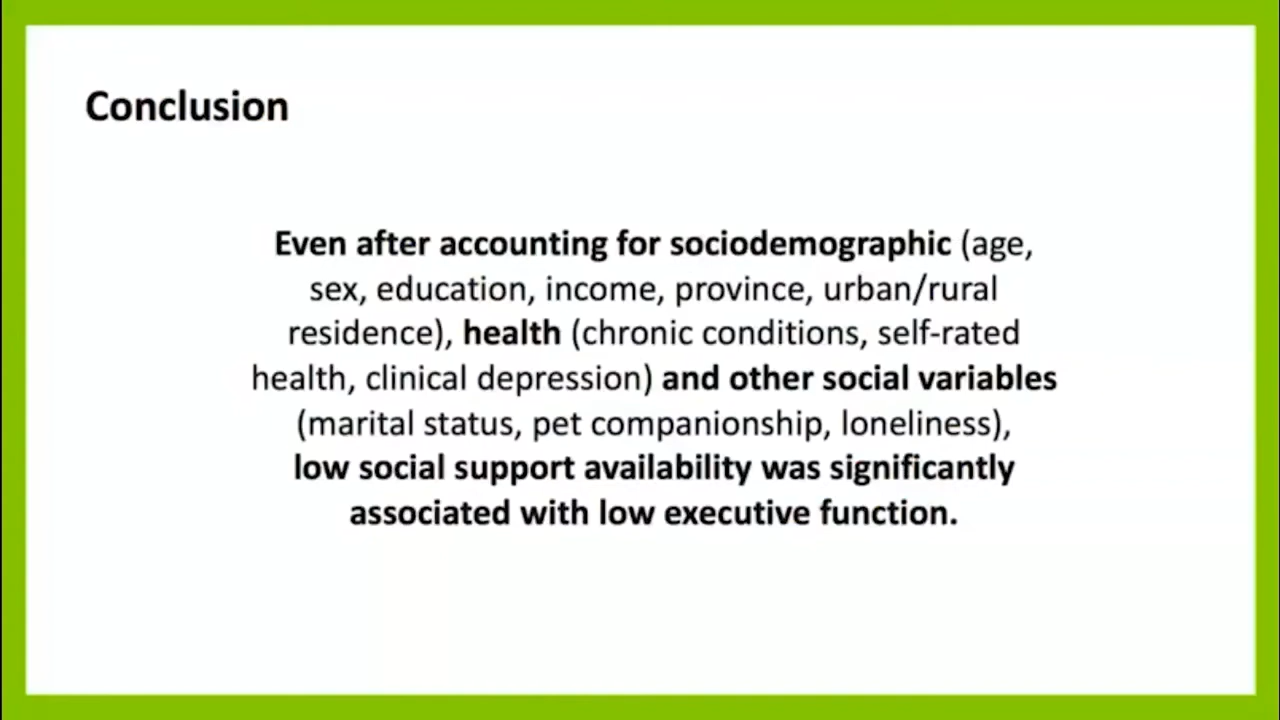 Conclusion
Even after accounting for sociodemographic (age,
sex, education, income, province, urban/rural
residence), health (chronic conditions, self-rated
health, clinical depression) and other social variables
(marital status, pet companionship, loneliness),
low social support availability was significantly
associated with low executive function.